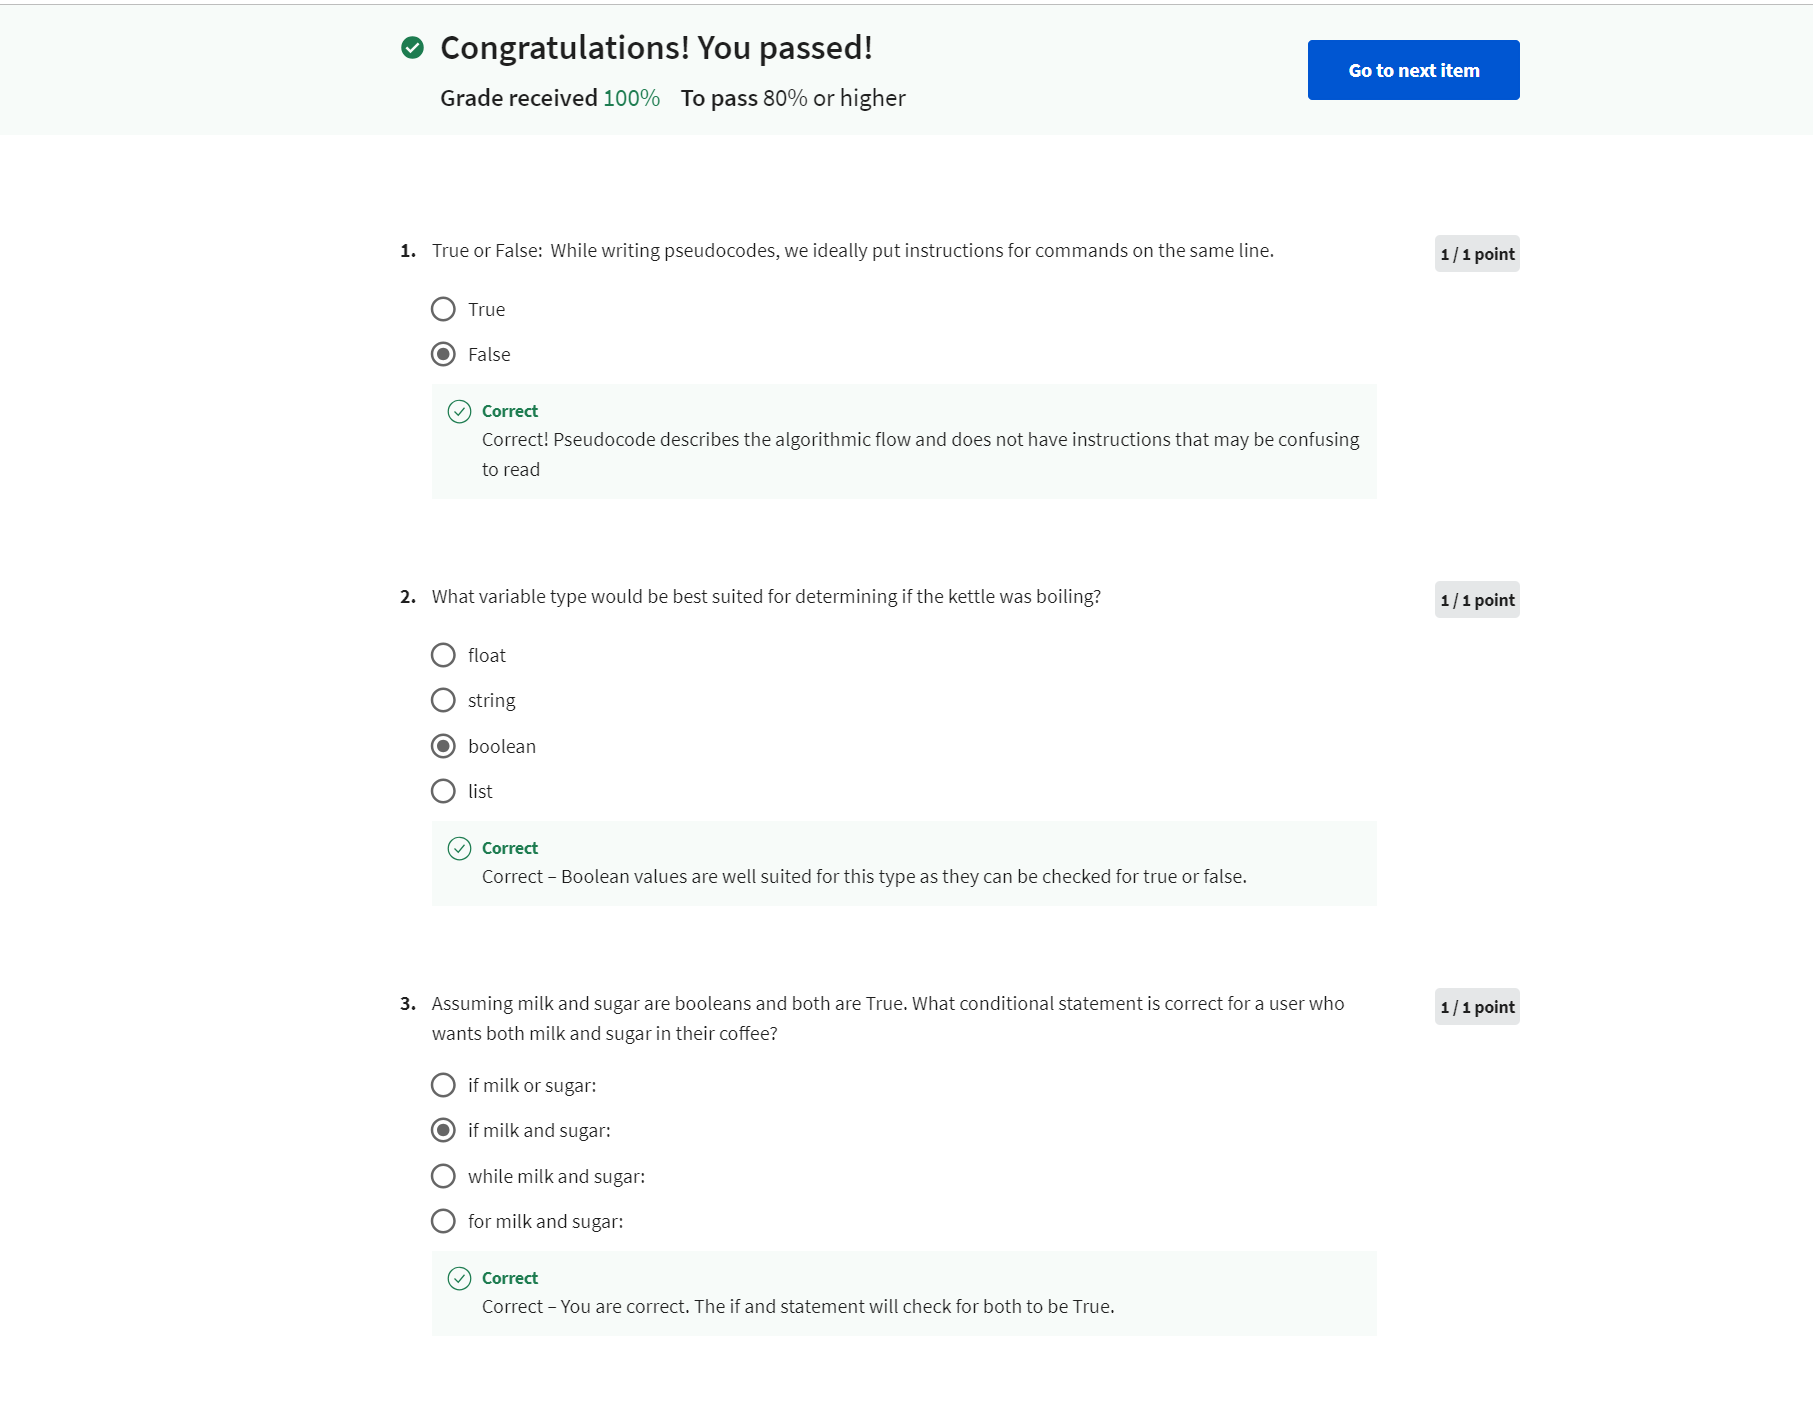 Congratulations! You passed!
Grade received 100% To pass 80% or higher
Go to next item
1. True or False: While writing pseudocodes, we ideally put instructions for commands on the same line.
1 / 1 point
True
False
Correct
Correct! Pseudocode describes the algorithmic flow and does not have instructions that may be confusing
to read
2. What variable type would be best suited for determining if the kettle was boiling?
1 / 1 point
float
string
boolean
list
Correct
Correct – Boolean values are well suited for this type as they can be checked for true or false.
3. Assuming milk and sugar are booleans and both are True. What conditional statement is correct for a user who
wants both milk and sugar in their coffee?
1 / 1 point
if milk or sugar:
if milk and sugar:
while milk and sugar:
for milk and sugar:
Correct
Correct – You are correct. The if and statement will check for both to be True.